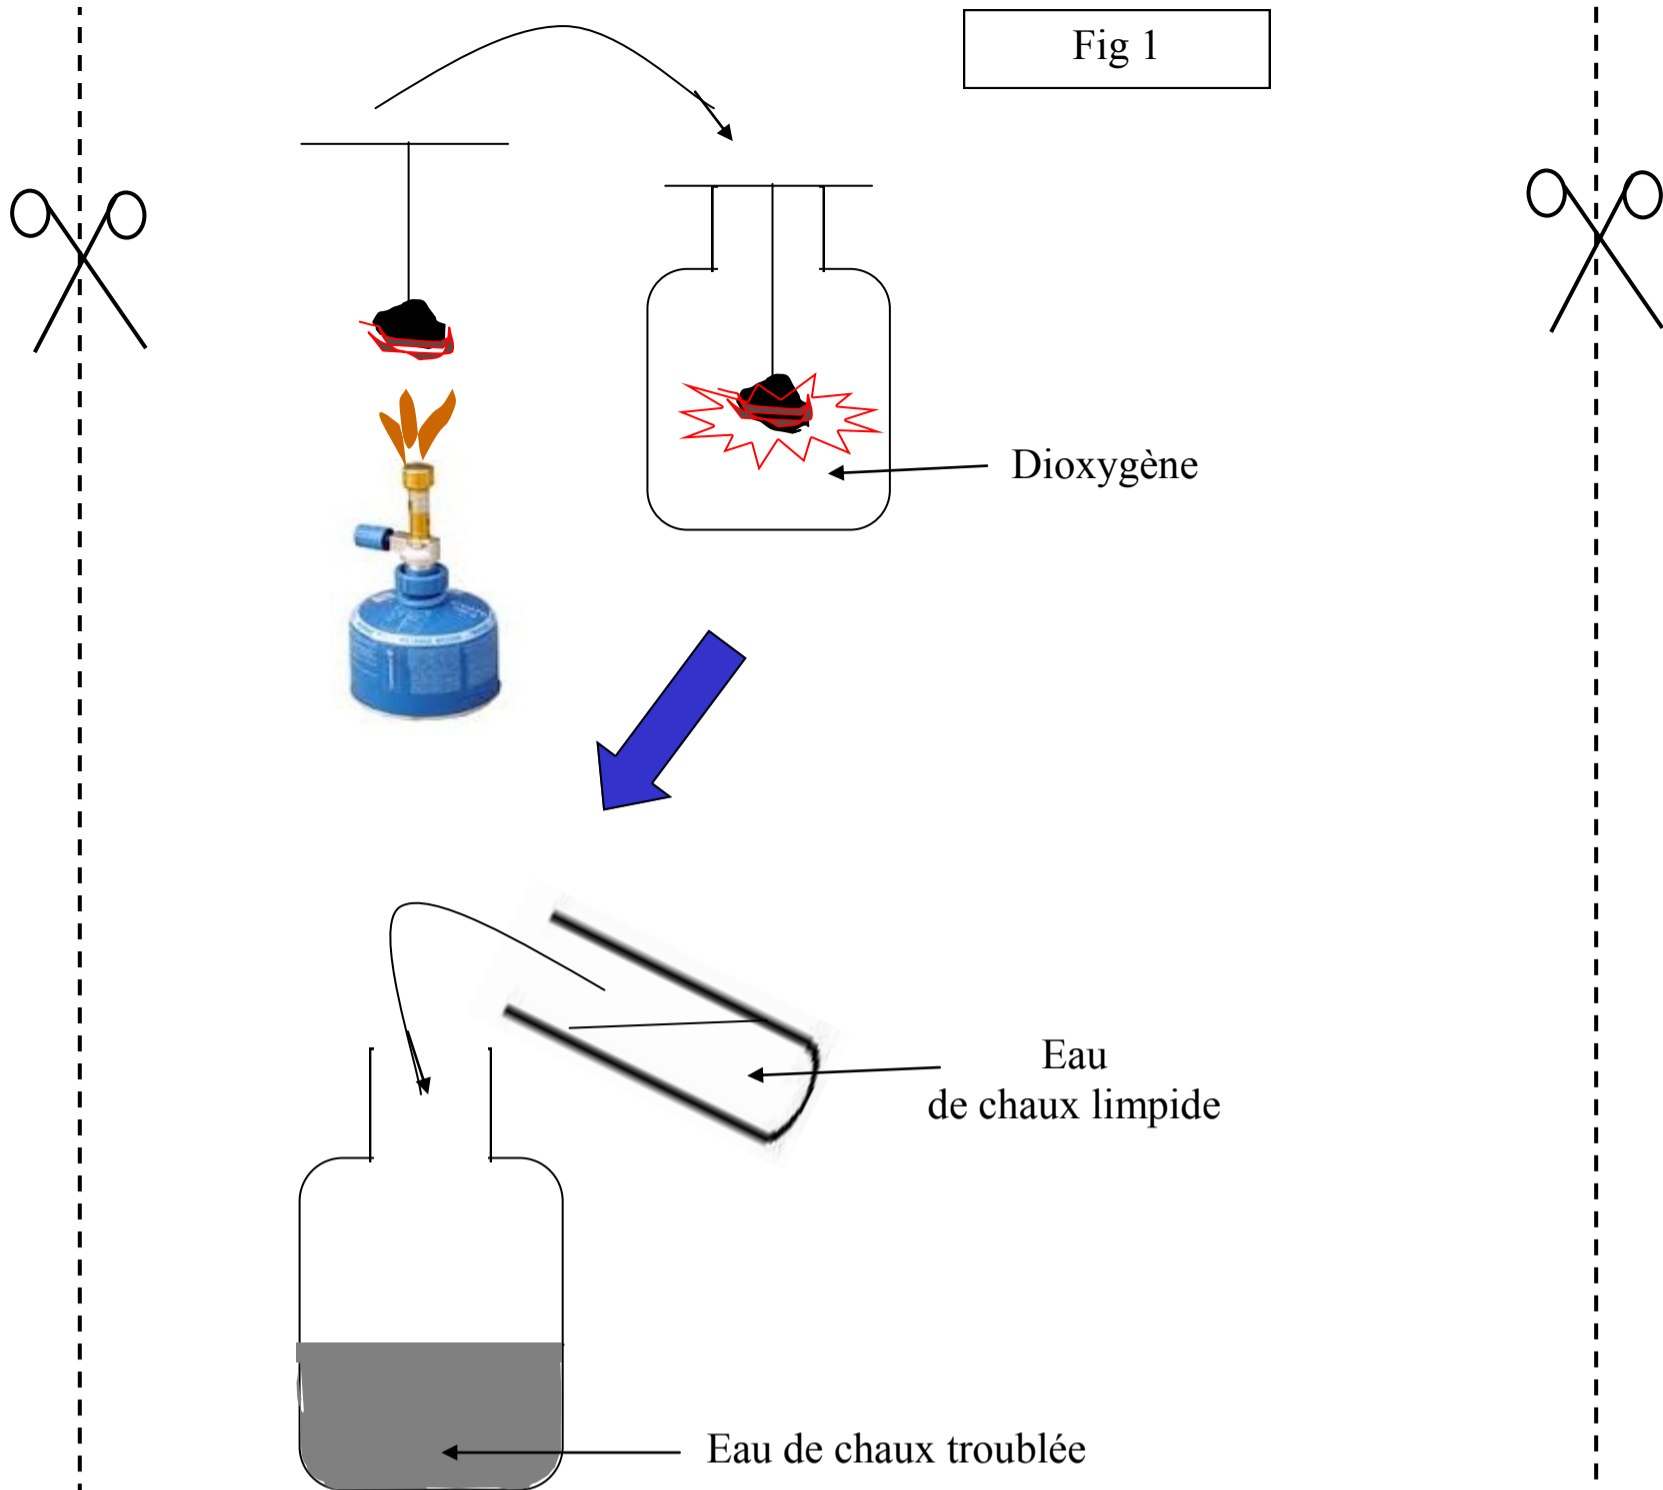 Fig 1
Dioxygène
Eau
de chaux limpide
Eau de chaux troublée